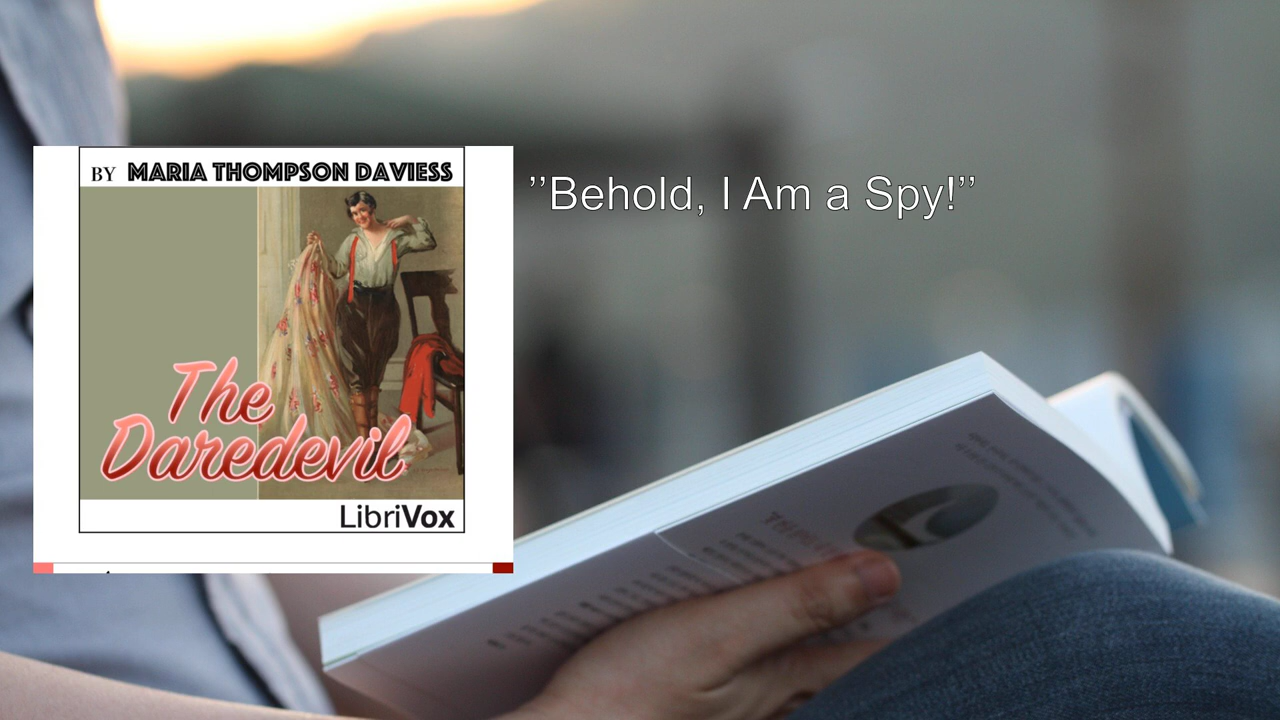 BY MARIA THOMPSON DAVIESS
The
Daredevil
LibriVox
’’Behold, I Am a Spy!’’